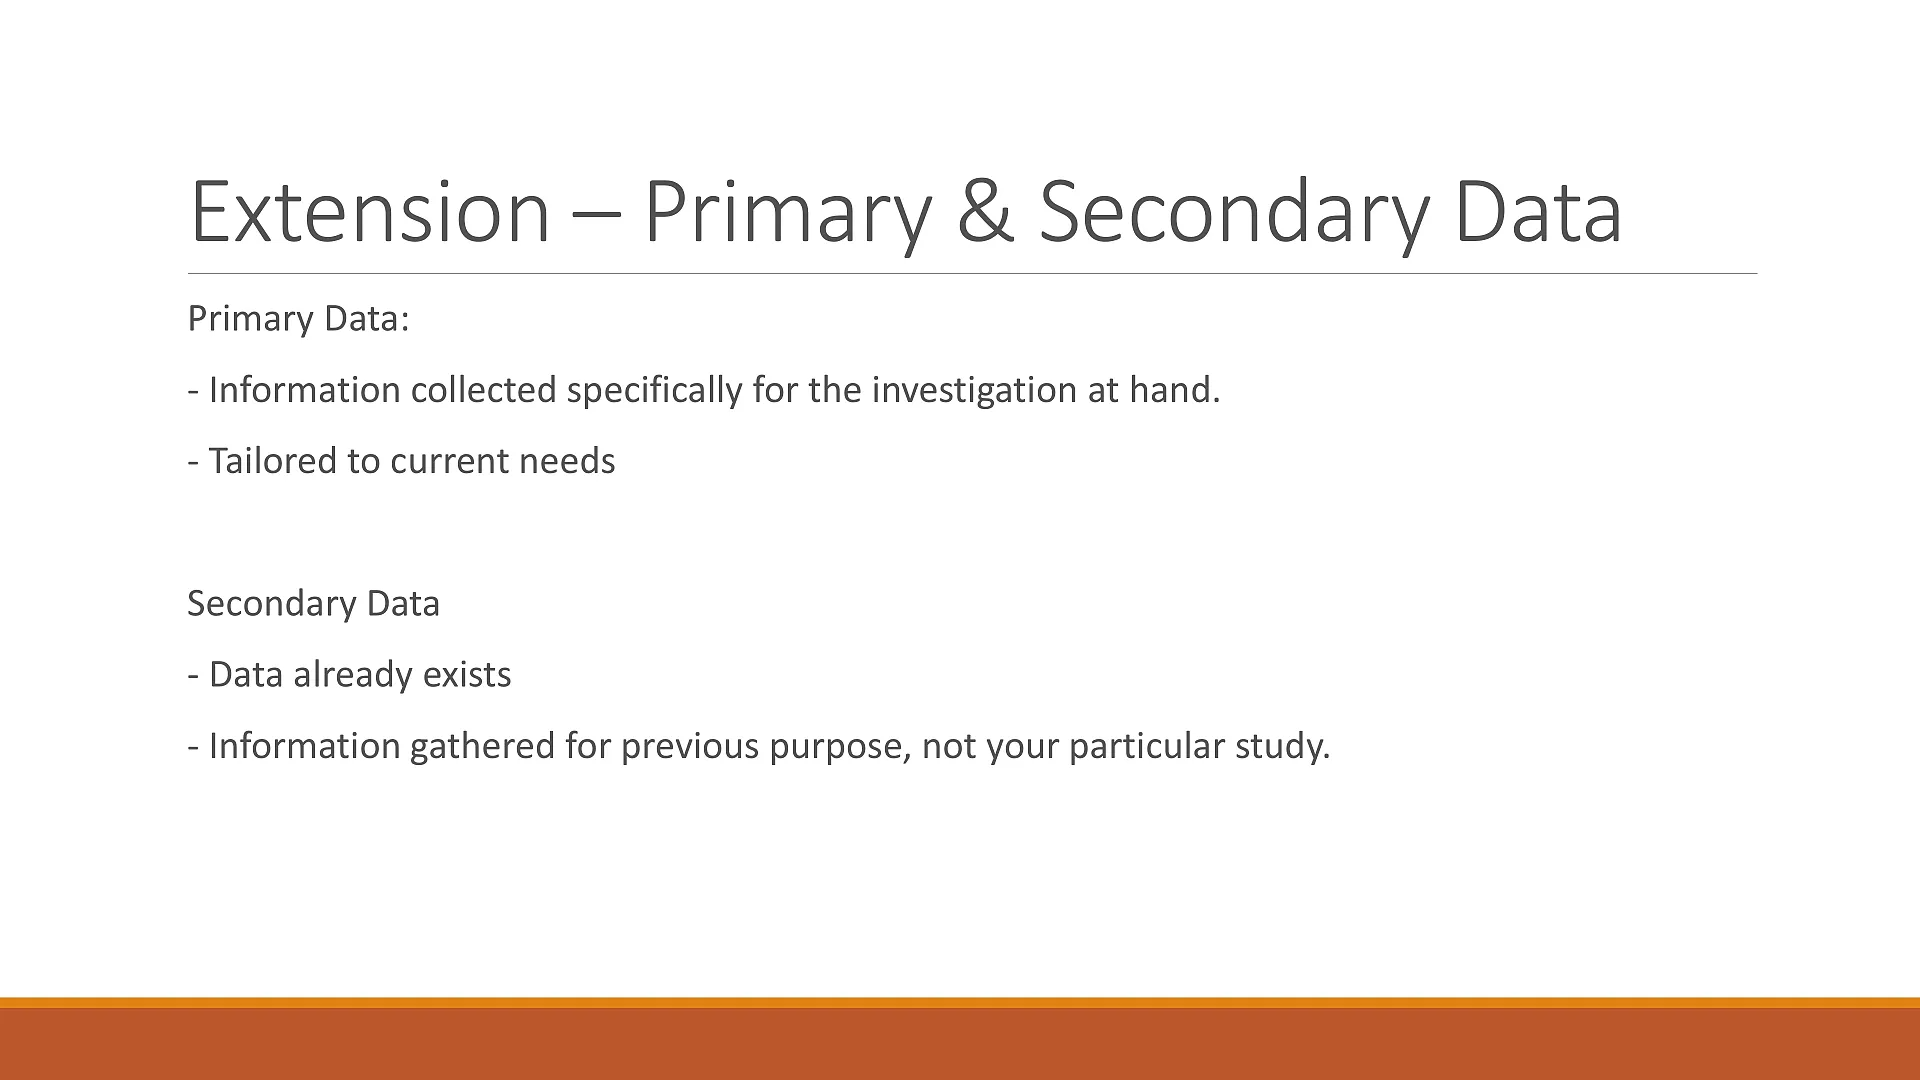 Extension – Primary & Secondary Data
Primary Data:
- Information collected specifically for the investigation at hand.
- Tailored to current needs
Secondary Data
- Data already exists
- Information gathered for previous purpose, not your particular study.